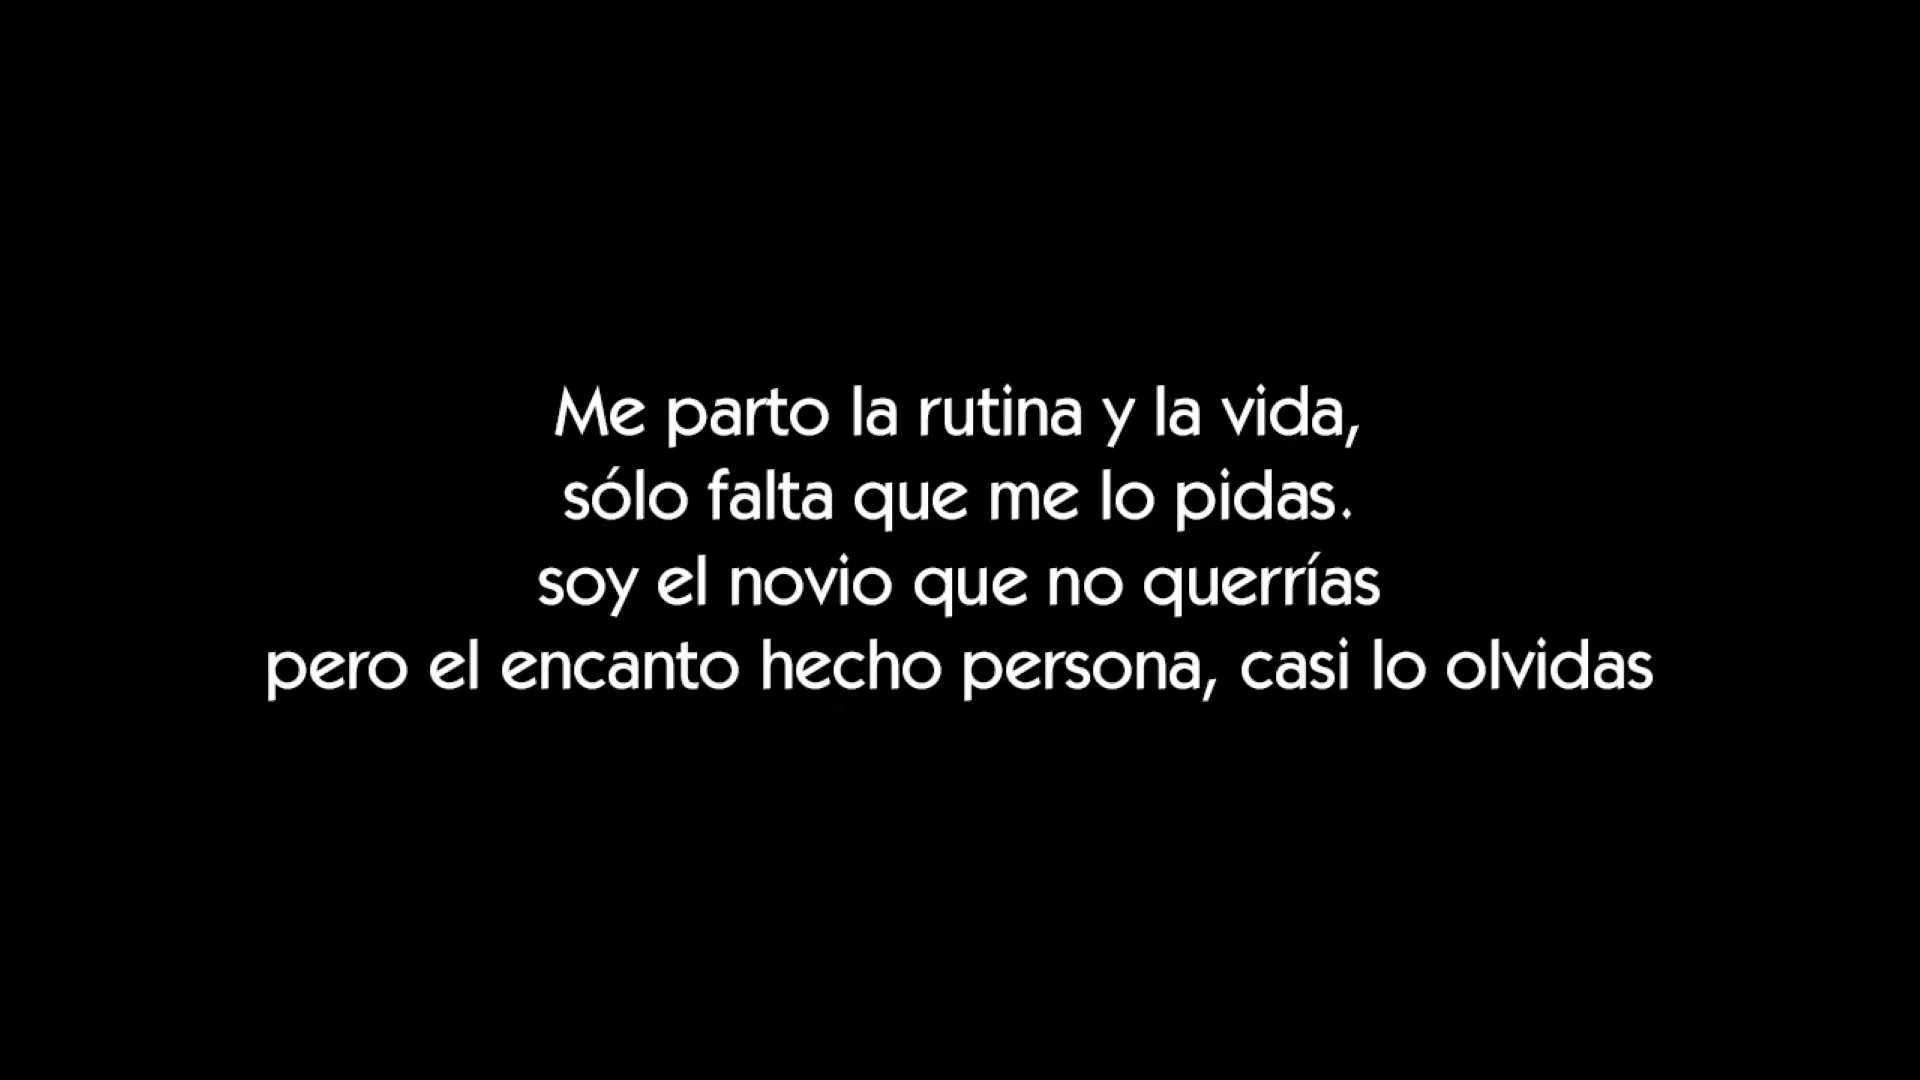 Me parto la rutina y la vida,
sólo falta que me lo pidas.
soy el novio que no querrías
pero el encanto hecho persona, casi lo olvidas